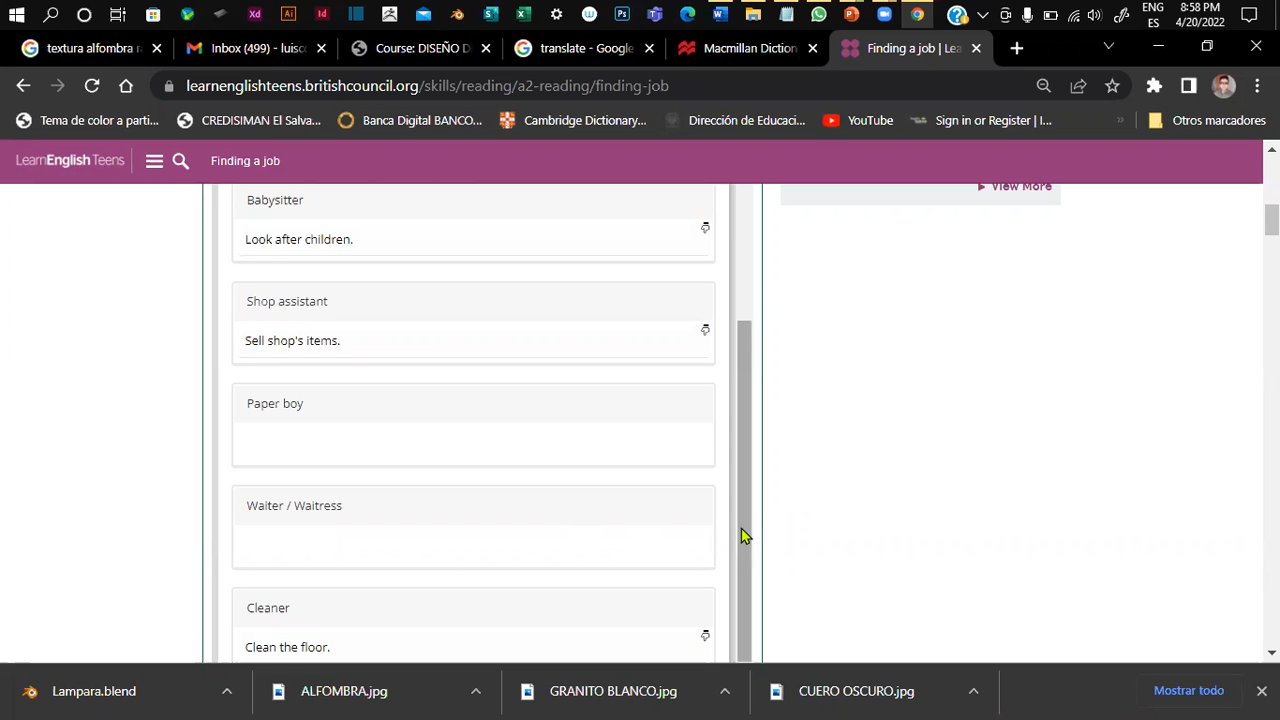 ENG
ES
8:58 PM
4/20/2022
textura alfombra ra
Inbox (499) - luisco
Course: DISEÑO D
translate - Google
Macmillan Diction
Finding a job | Lea
learnenglishteens.britishcouncil.org/skills/reading/a2-reading/finding-job
Tema de color a parti...
CREDISIMAN El Salva...
Banca Digital BANCO...
Cambridge Dictionary...
Dirección de Educaci...
YouTube
Sign in or Register | I...
»
Otros marcadores
LearnEnglish Teens
Finding a job
View More
Babysitter
Look after children.
Shop assistant
Sell shop's items.
Paper boy
Waiter / Waitress
Cleaner
Clean the floor.
Lampara.blend
ALFOMBRA.jpg
GRANITO BLANCO.jpg
CUERO OSCURO.jpg
Mostrar todo